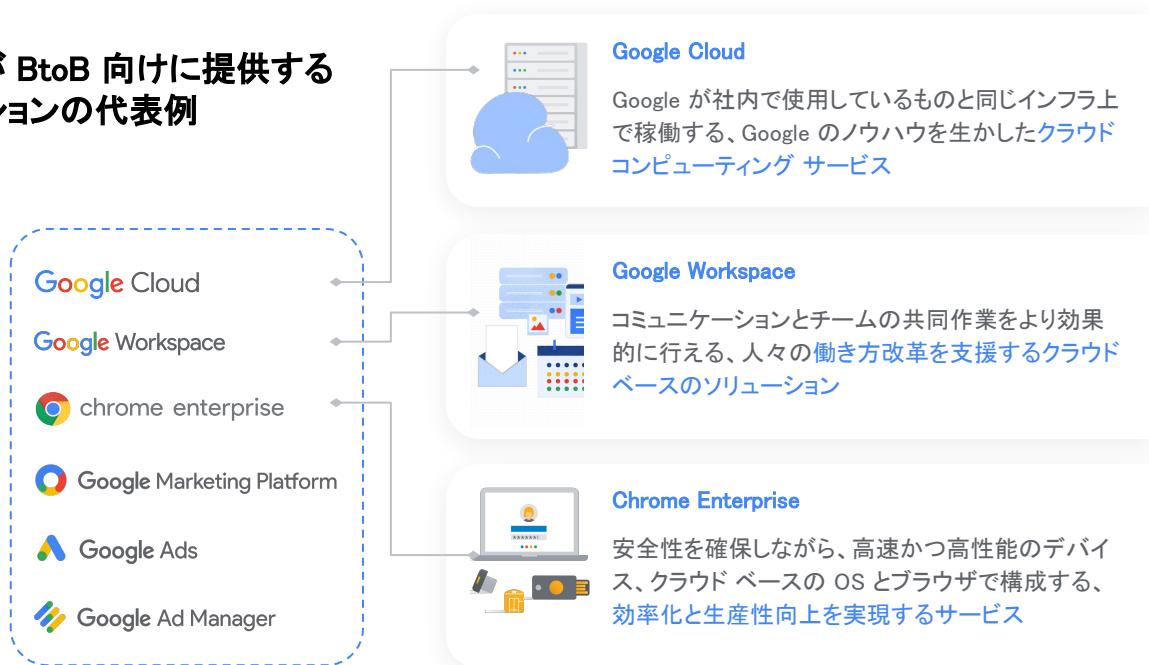 が BtoB 向けに提供する
ションの代表例
Google Cloud
Google Workspace
chrome enterprise
Google Marketing Platform
Google Ads
Google Ad Manager
Google Cloud
Google が社内で使用しているものと同じインフラ上
で稼働する、Google のノウハウを生かしたクラウド
コンピューティング サービス
Google Workspace
コミュニケーションとチームの共同作業をより効果
的に行える、人々の働き方改革を支援するクラウド
ベースのソリューション
Chrome Enterprise
安全性を確保しながら、高速かつ高性能のデバイ
ス、クラウド ベースの OS とブラウザで構成する、
効率化と生産性向上を実現するサービス